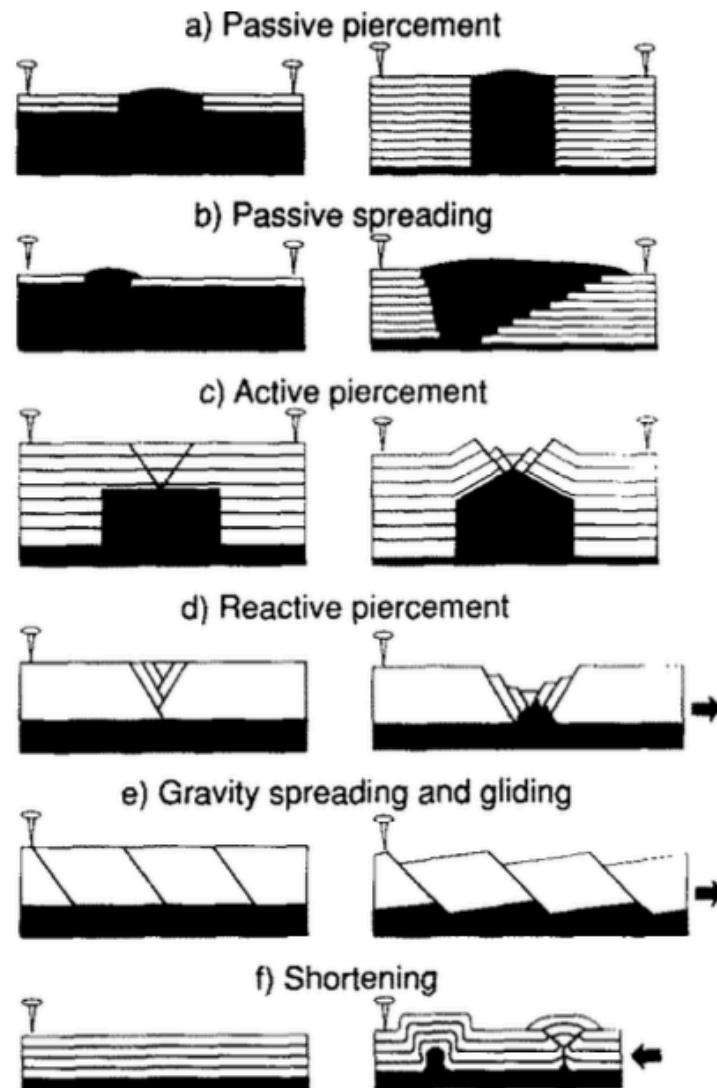 a) Passive piercement
b) Passive spreading
c) Active piercement
d) Reactive piercement
e) Gravity spreading and gliding
f) Shortening